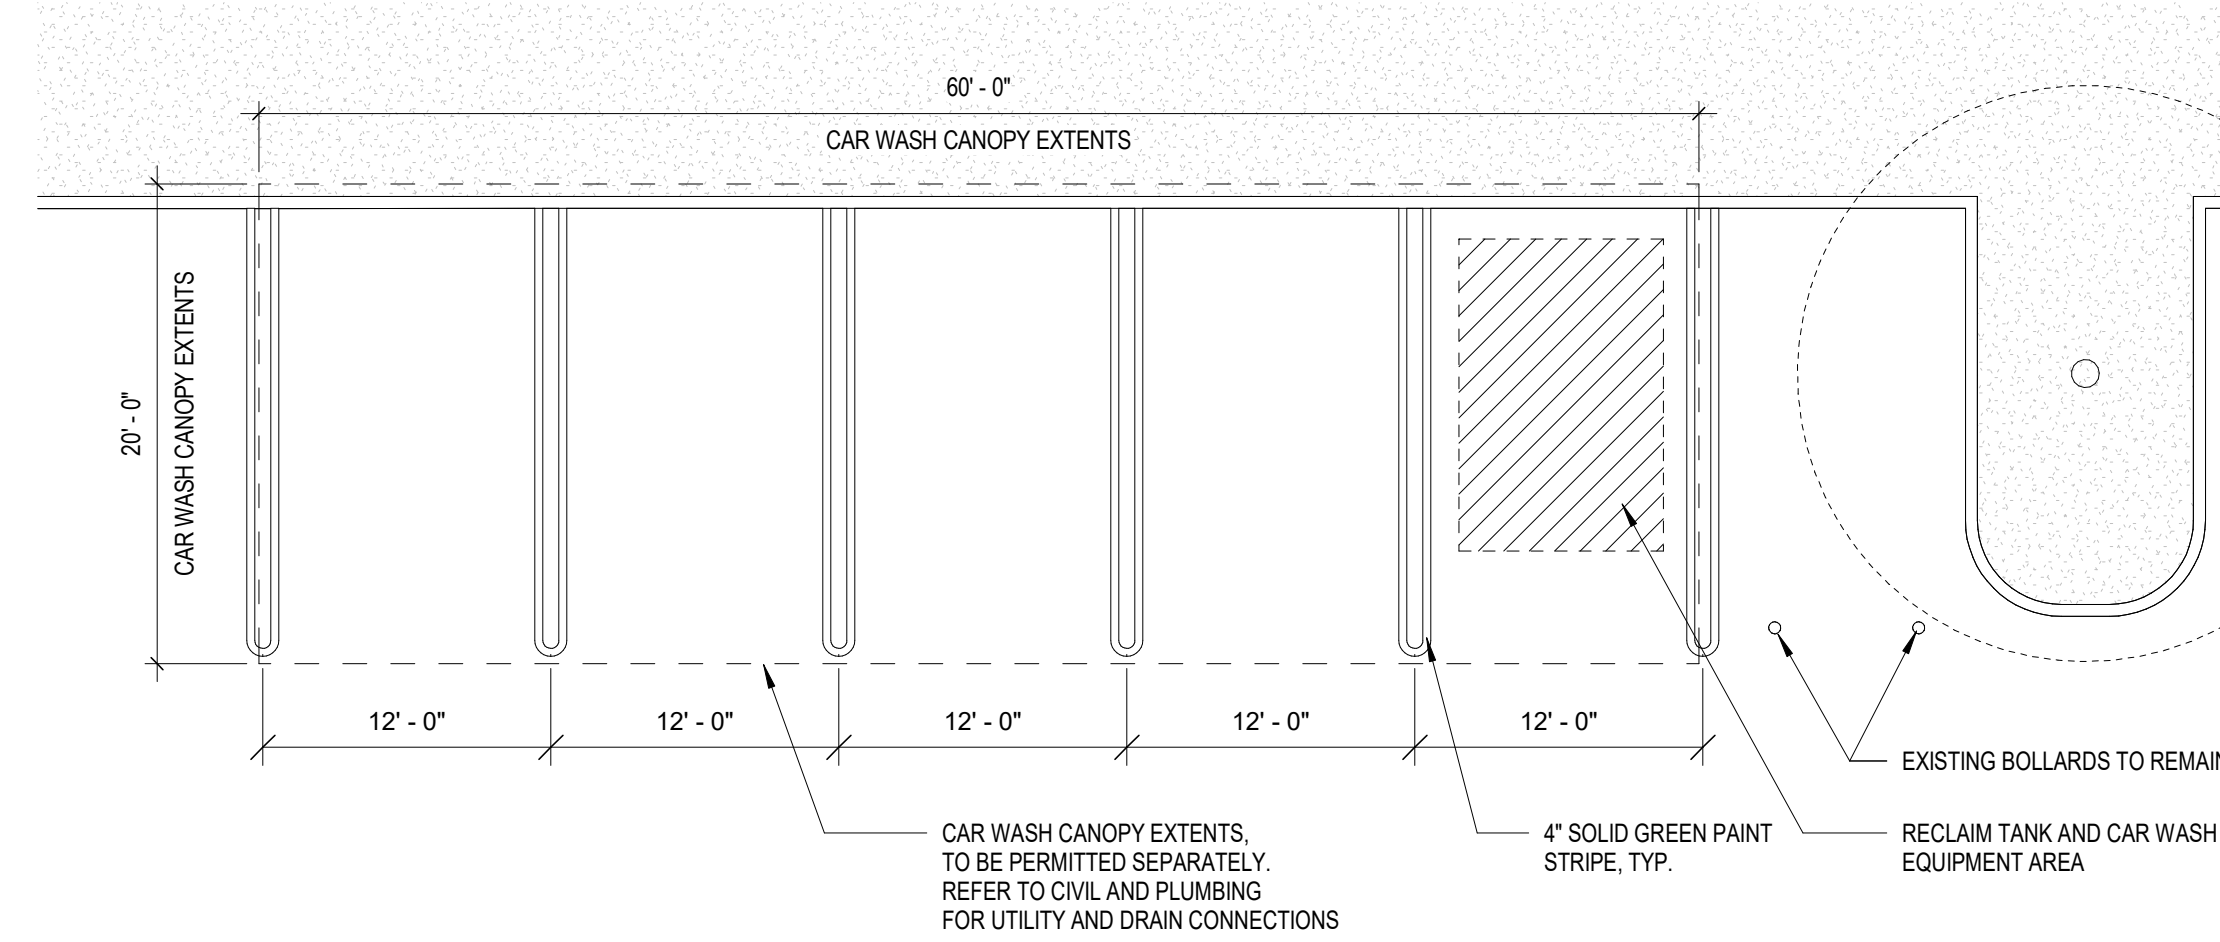 60' - 0"
CAR WASH CANOPY EXTENTS
20' - 0"
CAR WASH CANOPY EXTENTS
12' - 0"
12' - 0"
12' - 0"
12' - 0"
12' - 0"
EXISTING BOLLARDS TO REMAIN
CAR WASH CANOPY EXTENTS,
TO BE PERMITTED SEPARATELY.
REFER TO CIVIL AND PLUMBING
FOR UTILITY AND DRAIN CONNECTIONS
4" SOLID GREEN PAINT
STRIPE, TYP.
RECLAIM TANK AND CAR WASH
EQUIPMENT AREA